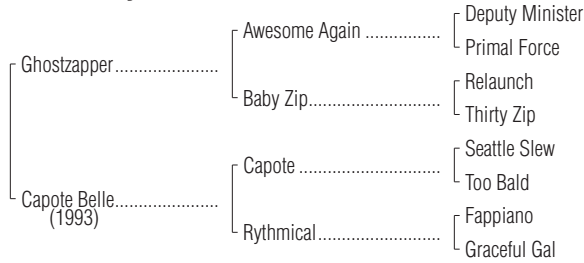 Deputy Minister
Awesome Again ................
Primal Force
Ghostzapper......................
Relaunch
Baby Zip............................
Thirty Zip
Seattle Slew
Capote ..............................
Too Bald
Capote Belle......................
(1993)
Fappiano
Rythmical..........................
Graceful Gal